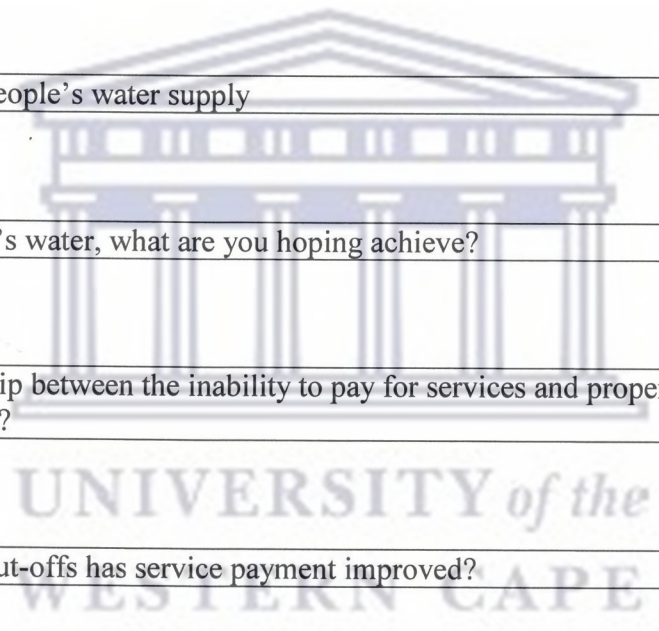 eople's water supply
's water, what are you hoping achieve?
ip between the inability to pay for services and prope
?
UNIVERSITY of the
ut-offs has service payment improved?
WESTERN CAPE